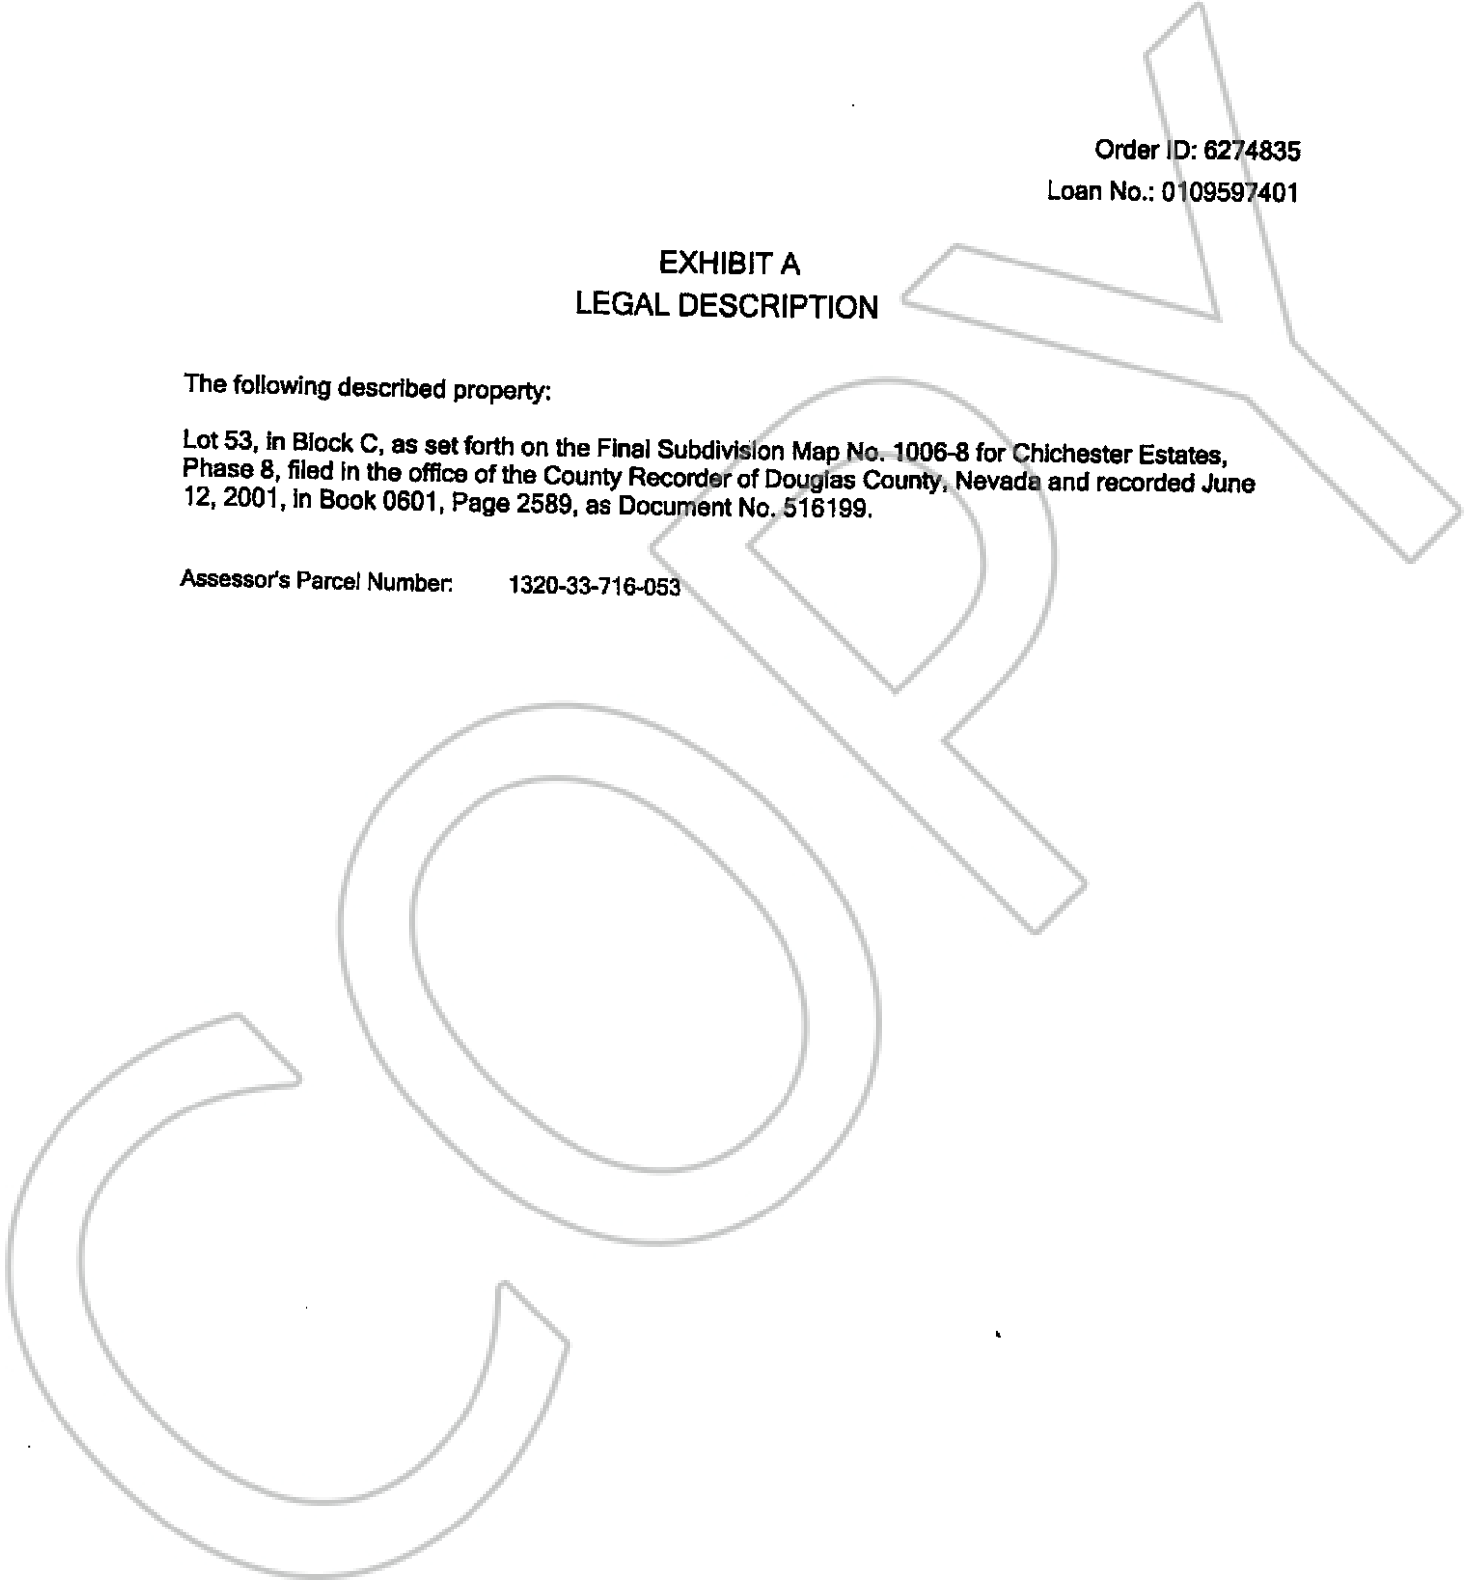 Order ID: 6274835
Loan No.: 0109597401
EXHIBIT A
LEGAL DESCRIPTION
The following described property:
Lot 53, in Block C, as set forth on the Final Subdivision Map No. 1006-8 for Chichester Estates,
Phase 8, filed in the office of the County Recorder of Douglas County, Nevada and recorded June
12, 2001, in Book 0601, Page 2589, as Document No. 516199.
Assessor's Parcel Number: 1320-33-716-053
COPY